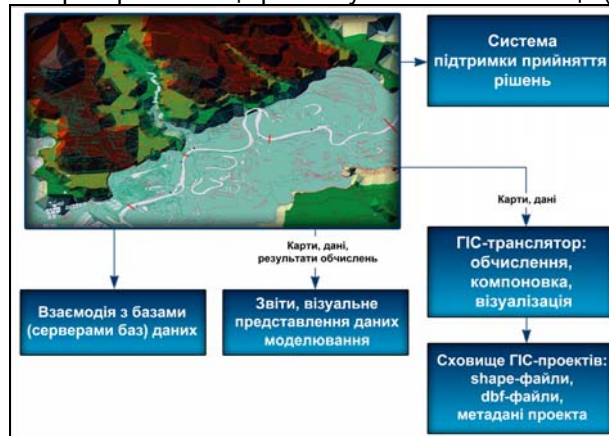 Система
підтримки прийняття
рішень
Карти, дані
Карти, дані,
результати обчислень
ГІС-транслятор:
обчислення,
компоновка,
візуалізація
Взаємодія з базами
(серверами баз) даних
Звіти, візуальне
представлення даних
моделювання
Сховище ГІС-проектів:
shape-файли,
dbf-файли,
метадані проекта